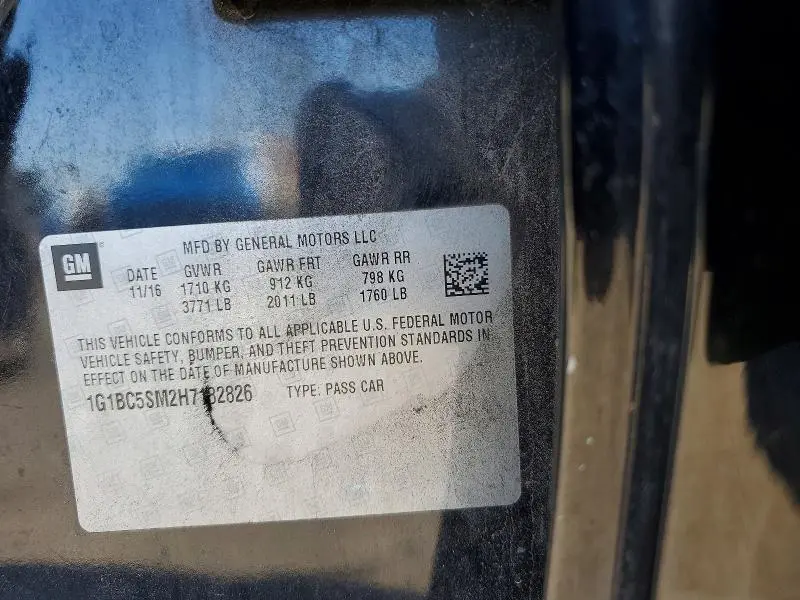 GM
MFD BY GENERAL MOTORS LLC
DATE GVWR GAWR FRT GAWR RR
11/16 1710 KG 912 KG 798 KG
3771 LB 2011 LB 1760 LB
THIS VEHICLE CONFORMS TO ALL APPLICABLE U.S. FEDERAL MOTOR
VEHICLE SAFETY, BUMPER, AND THEFT PREVENTION STANDARDS IN
EFFECT ON THE DATE OF MANUFACTURE SHOWN ABOVE.
1G1BC5SM2H7182826 TYPE: PASS CAR